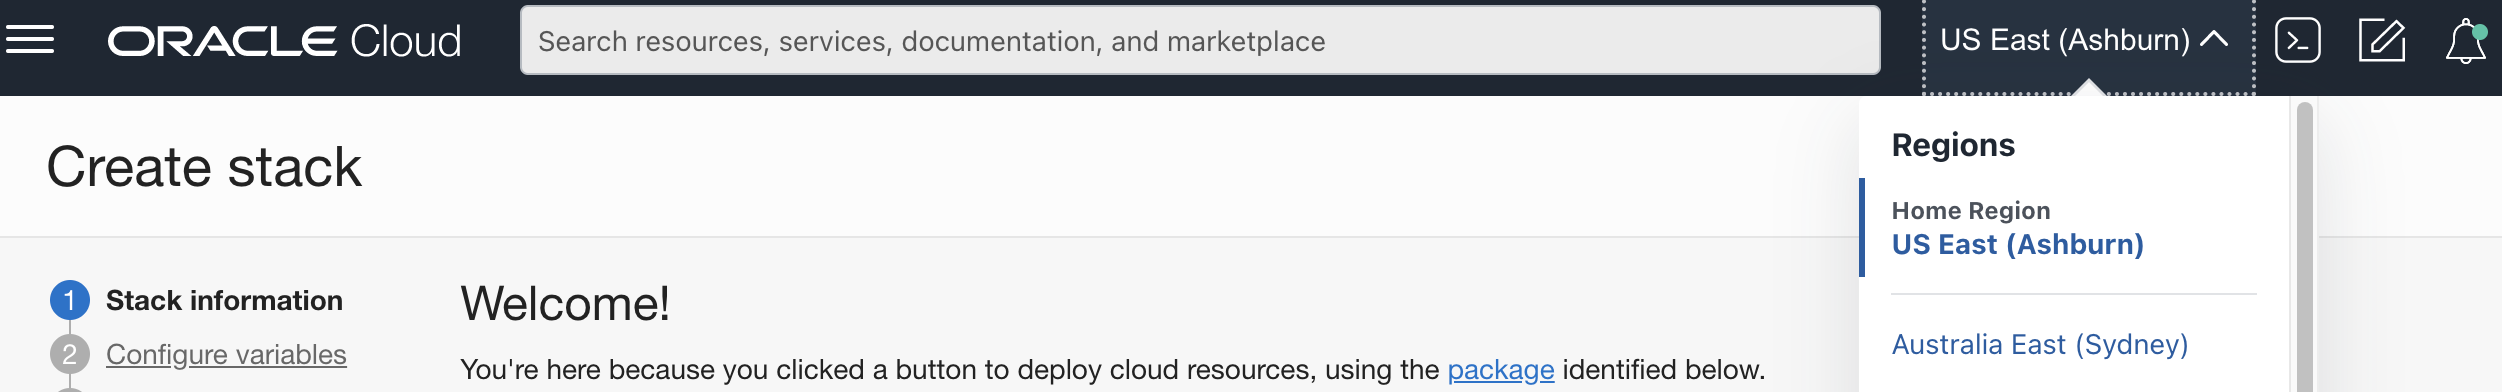 ORACLE Cloud
Search resources, services, documentation, and marketplace
US East (Ashburn)
Create stack
Regions
Home Region
US East (Ashburn)
Australia East (Sydney)
1 Stack information
2 Configure variables
Welcome!
You're here because you clicked a button to deploy cloud resources, using the package identified below.